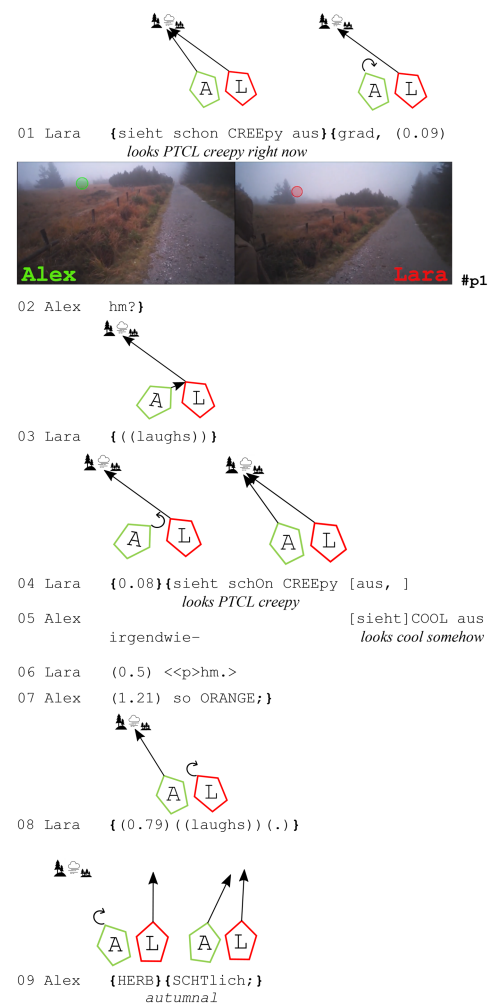 A L A L
01 Lara {sieht schon CREEpy aus}{grad, (0.09)
looks PTCL creepy right now
Alex Lara #p1
02 Alex hm?}
A L
03 Lara {((laughs))}
A L A L
04 Lara {0.08}{sieht schOn CREEpy [aus, ]
looks PTCL creepy
05 Alex [sieht]COOL aus
irgendwie– looks cool somehow
06 Lara (0.5) <<p>hm.>
07 Alex (1.21) so ORANGE;}
A L
08 Lara {(0.79)((laughs))(.)}
A L A L
09 Alex {HERB}{SCHTlich;}
autumnal